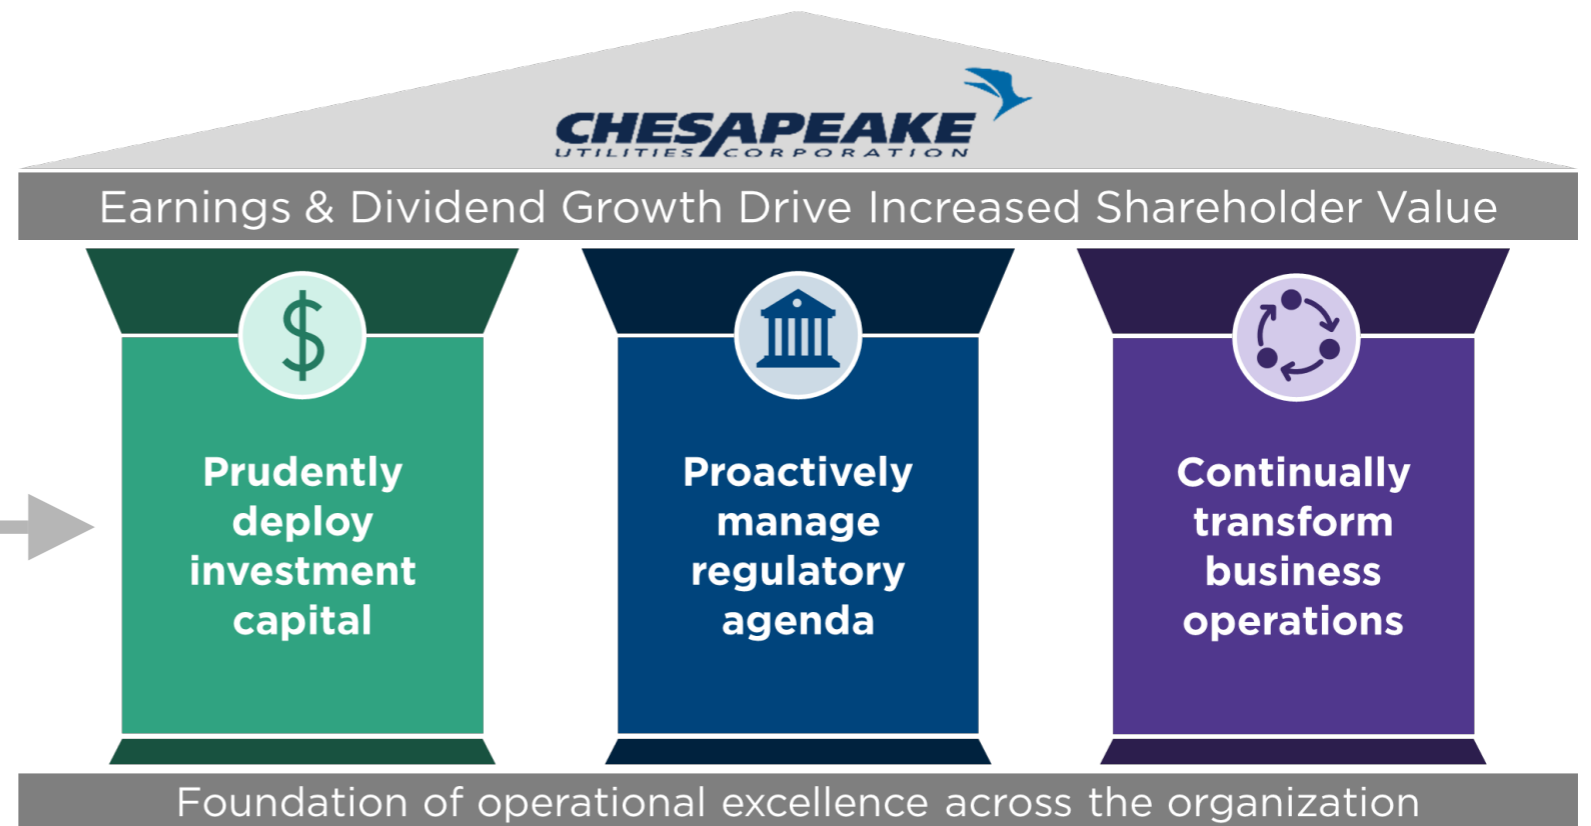 CHESAPEAKE
UTILITIES CORPORATION
Earnings & Dividend Growth Drive Increased Shareholder Value
$
Prudently
deploy
investment
capital
Proactively
manage
regulatory
agenda
Continually
transform
business
operations
Foundation of operational excellence across the organization